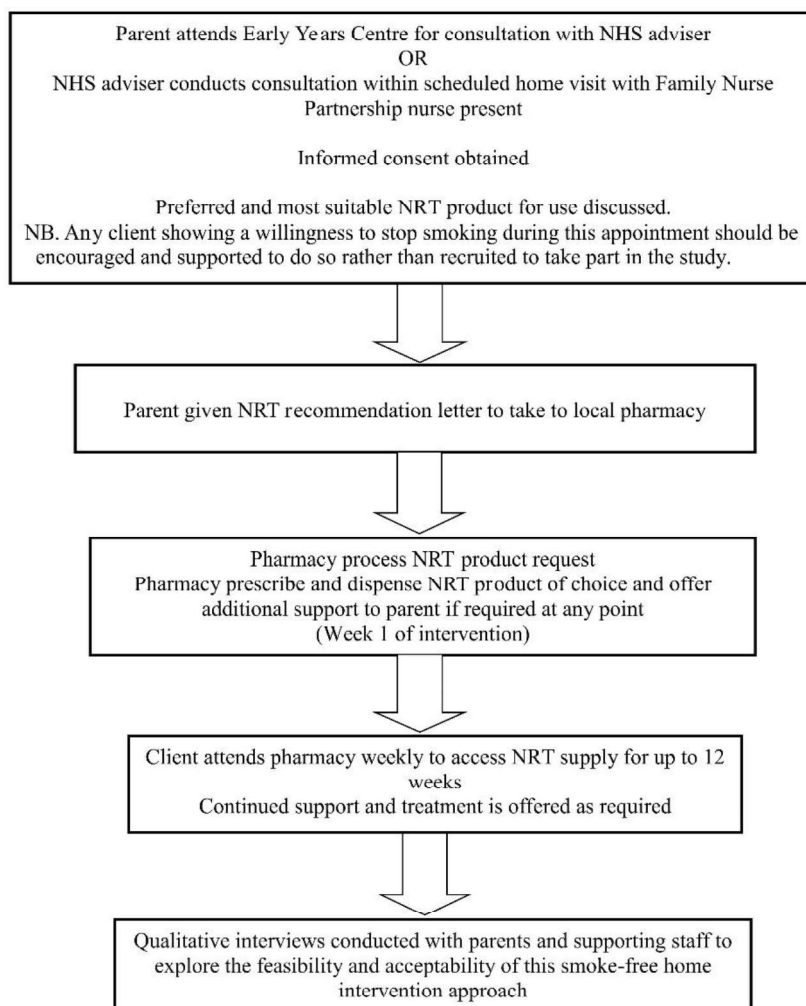 Parent attends Early Years Centre for consultation with NHS adviser
OR
NHS adviser conducts consultation within scheduled home visit with Family Nurse
Partnership nurse present
Informed consent obtained
Preferred and most suitable NRT product for use discussed.
NB. Any client showing a willingness to stop smoking during this appointment should be
encouraged and supported to do so rather than recruited to take part in the study.
Parent given NRT recommendation letter to take to local pharmacy
Pharmacy process NRT product request
Pharmacy prescribe and dispense NRT product of choice and offer
additional support to parent if required at any point
(Week 1 of intervention)
Client attends pharmacy weekly to access NRT supply for up to 12
weeks
Continued support and treatment is offered as required
Qualitative interviews conducted with parents and supporting staff to
explore the feasibility and acceptability of this smoke-free home
intervention approach